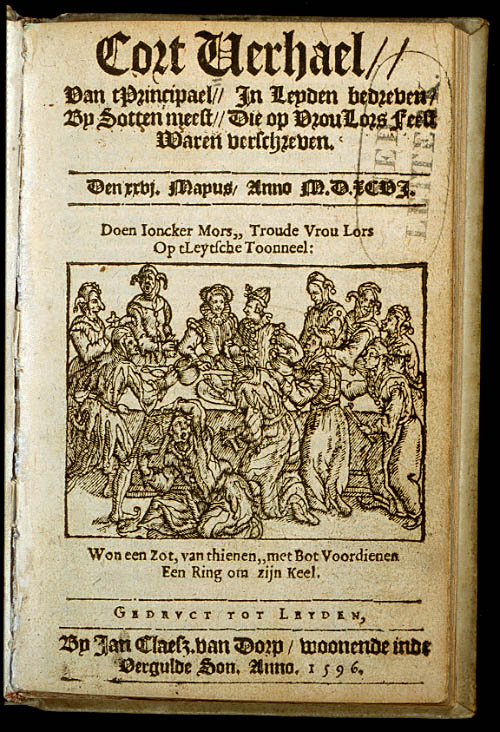 Cort Verhael//
Van tPrincipael// In Leyden bedreven/
By Sotten meest// Die op Vrou Lors Feest
Waren verschreven.
Den xxvj. Mayus/ Anno M.D.XCVJ.
Doen Ioncker Mors,, Troude Vrou Lors
Op tLeytsche Toonneel:
Won een Zot, van thienen,, met Bot Voordienen
Een Ring om zijn Keel.
GEDRVCT TOT LEYDEN,
By Jan Claesz. van Dorp/ woonende inde
Vergulde Son. Anno. 1596.